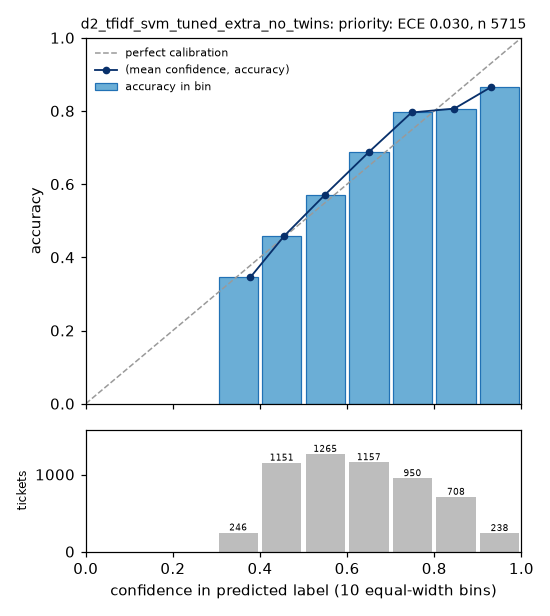 d2_tfidf_svm_tuned_extra_no_twins: priority: ECE 0.030, n 5715
perfect calibration
(mean confidence, accuracy)
accuracy in bin
accuracy
1.0
0.8
0.6
0.4
0.2
0.0
tickets
1000
0
246
1151
1265
1157
950
708
238
0.0 0.2 0.4 0.6 0.8 1.0
confidence in predicted label (10 equal-width bins)